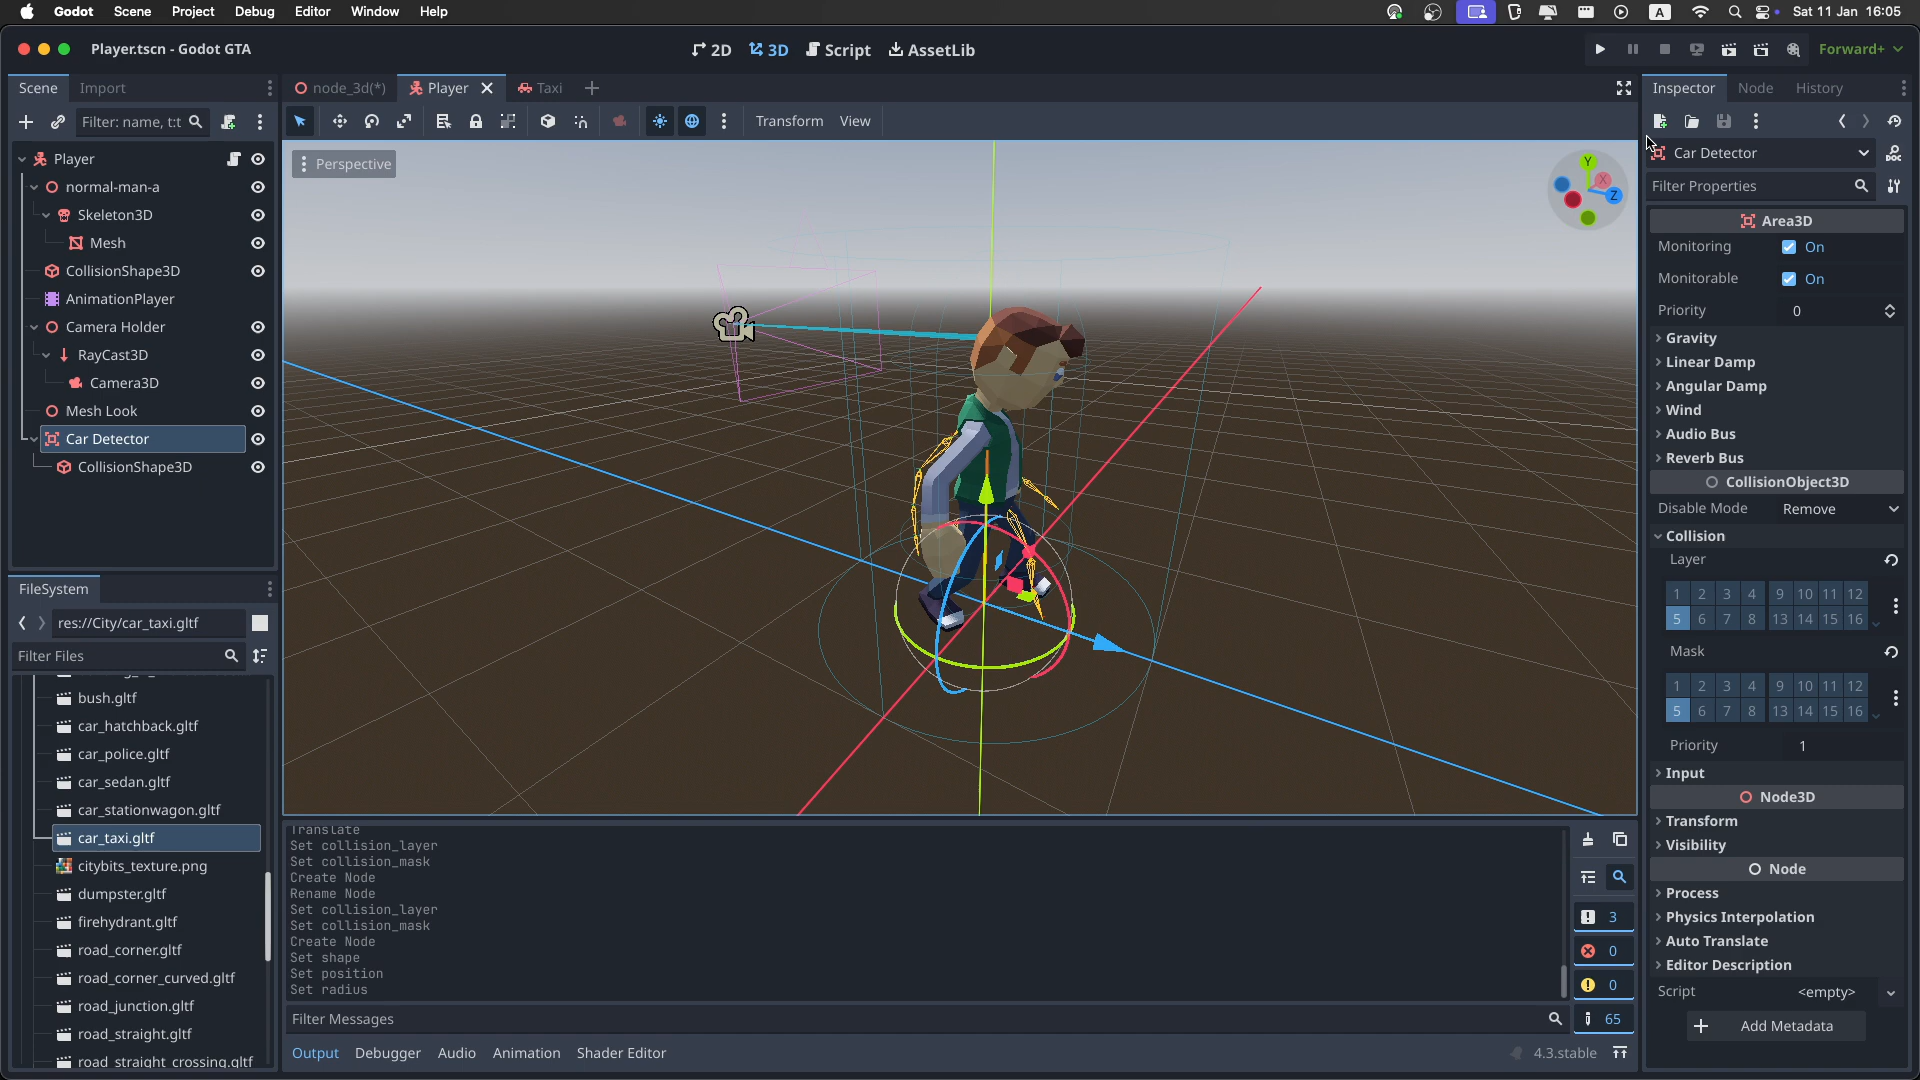 Godot Scene Project Debug Editor Window Help
A Sat 11 Jan 16:05
Player.tscn - Godot GTA
2D 3D Script AssetLib
Forward+
Scene Import
node_3d(*) Player Taxi
Inspector Node History
Filter: name, t:t
Transform View
Player
normal-man-a
Skeleton3D
Mesh
CollisionShape3D
AnimationPlayer
Camera Holder
RayCast3D
Camera3D
Mesh Look
Car Detector
CollisionShape3D
Perspective
Y
X
Z
Car Detector
DOC
Filter Properties
Area3D
Monitoring On
Monitorable On
Priority 0
Gravity
Linear Damp
Angular Damp
Wind
Audio Bus
Reverb Bus
CollisionObject3D
Disable Mode Remove
Collision
Layer
1 2 3 4 9 10 11 12
5 6 7 8 13 14 15 16
Mask
1 2 3 4 9 10 11 12
5 6 7 8 13 14 15 16
Priority 1
Input
Node3D
Transform
Visibility
Node
Process
Physics Interpolation
Auto Translate
Editor Description
Script <empty>
Add Metadata
FileSystem
res://City/car_taxi.gltf
Filter Files
bush.gltf
car_hatchback.gltf
car_police.gltf
car_sedan.gltf
car_stationwagon.gltf
car_taxi.gltf
citybits_texture.png
dumpster.gltf
firehydrant.gltf
road_corner.gltf
road_corner_curved.gltf
road_junction.gltf
road_straight.gltf
road_straight_crossing.gltf
Translate
Set collision_layer
Set collision_mask
Create Node
Rename Node
Set collision_layer
Set collision_mask
Create Node
Set shape
Set position
Set radius
3
0
0
65
Filter Messages
Output Debugger Audio Animation Shader Editor
4.3.stable